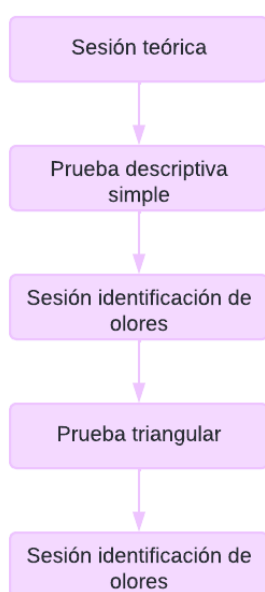 Sesión teórica
Prueba descriptiva
simple
Sesión identificación de
olores
Prueba triangular
Sesión identificación de
olores